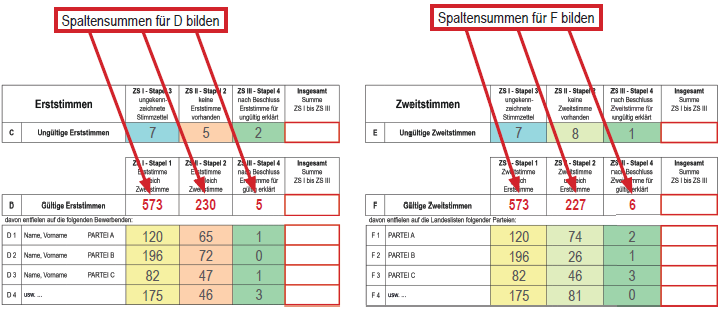 Spaltensummen für D bilden
Erststimmen
ZS I - Stapel 3
ungekenn-
zeichnete
Stimmzettel
ZS II - Stapel 2
keine
Erststimme
vorhanden
ZS III - Stapel 4
nach Beschluss
Erststimme für
ungültig erklärt
Insgesamt
Summe
ZS I bis ZS III
C Ungültige Erststimmen 7 5 2
ZS I - Stapel 1
Erststimme
gleich
Zweitstimme
ZS II - Stapel 2
Erststimme
ungleich
Zweitstimme
ZS III - Stapel 4
nach Beschluss
Erststimme für
gültig erklärt
Insgesamt
Summe
ZS I bis ZS III
D Gültige Erststimmen 573 230 5
davon entfielen auf die folgenden Bewerbenden:
D 1 Name, Vorname PARTEI A 120 65 1
D 2 Name, Vorname PARTEI B 196 72 0
D 3 Name, Vorname PARTEI C 82 47 1
D 4 usw. ... 175 46 3
Spaltensummen für F bilden
Zweitstimmen
ZS I - Stapel 3
ungekenn-
zeichnete
Stimmzettel
ZS II - Stapel 2
keine
Zweitstimme
vorhanden
ZS III - Stapel 4
nach Beschluss
Zweitstimme für
ungültig erklärt
Insgesamt
Summe
ZS I bis ZS III
E Ungültige Zweitstimmen 7 8 1
ZS I - Stapel 1
Zweitstimme
gleich
Erststimme
ZS II - Stapel 2
Zweitstimme
ungleich
Erststimme
ZS III - Stapel 4
nach Beschluss
Zweitstimme für
gültig erklärt
Insgesamt
Summe
ZS I bis ZS III
F Gültige Zweitstimmen 573 227 6
davon entfielen auf die Landeslisten folgender Parteien:
F 1 PARTEI A 120 74 2
F 2 PARTEI B 196 26 1
F 3 PARTEI C 82 46 3
F 4 usw. ... 175 81 0